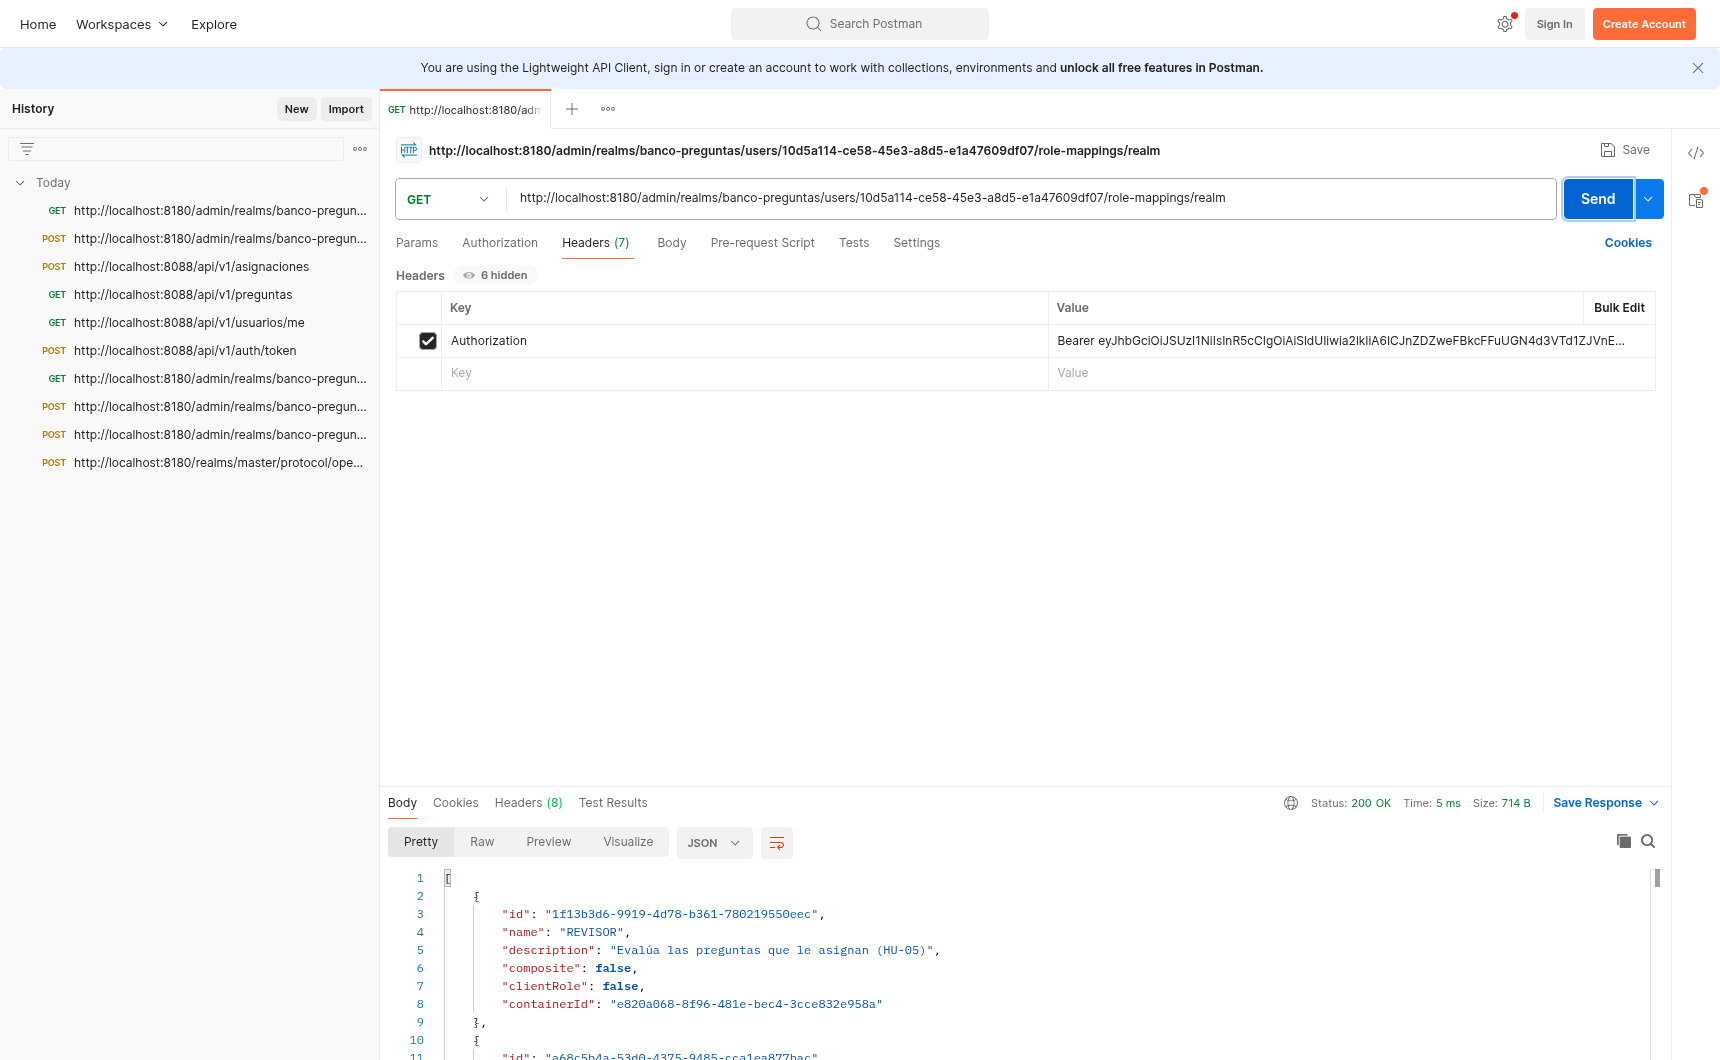 Home Workspaces Explore Search Postman Sign In Create Account
You are using the Lightweight API Client, sign in or create an account to work with collections, environments and unlock all free features in Postman.
History New Import
Today
GET http://localhost:8180/admin/realms/banco-pregun...
POST http://localhost:8180/admin/realms/banco-pregun...
POST http://localhost:8088/api/v1/asignaciones
GET http://localhost:8088/api/v1/preguntas
GET http://localhost:8088/api/v1/usuarios/me
POST http://localhost:8088/api/v1/auth/token
GET http://localhost:8180/admin/realms/banco-pregun...
POST http://localhost:8180/admin/realms/banco-pregun...
POST http://localhost:8180/admin/realms/banco-pregun...
POST http://localhost:8180/realms/master/protocol/ope...
GET http://localhost:8180/adm
HTTP http://localhost:8180/admin/realms/banco-preguntas/users/10d5a114-ce58-45e3-a8d5-e1a47609df07/role-mappings/realm Save
GET http://localhost:8180/admin/realms/banco-preguntas/users/10d5a114-ce58-45e3-a8d5-e1a47609df07/role-mappings/realm Send
Params Authorization Headers (7) Body Pre-request Script Tests Settings Cookies
Headers 6 hidden
Key Value Bulk Edit
Authorization Bearer
Key Value
Body Cookies Headers (8) Test Results Status: 200 OK Time: 5 ms Size: 714 B Save Response
Pretty Raw Preview Visualize JSON
1 [
2 {
3 "id": "1f13b3d6-9919-4d78-b361-780219550eec",
4 "name": "REVISOR",
5 "description": "Evalúa las preguntas que le asignan (HU-05)",
6 "composite": false,
7 "clientRole": false,
8 "containerId": "e820a068-8f96-481e-bec4-3cce832e958a"
9 },
10 {
11 "id":